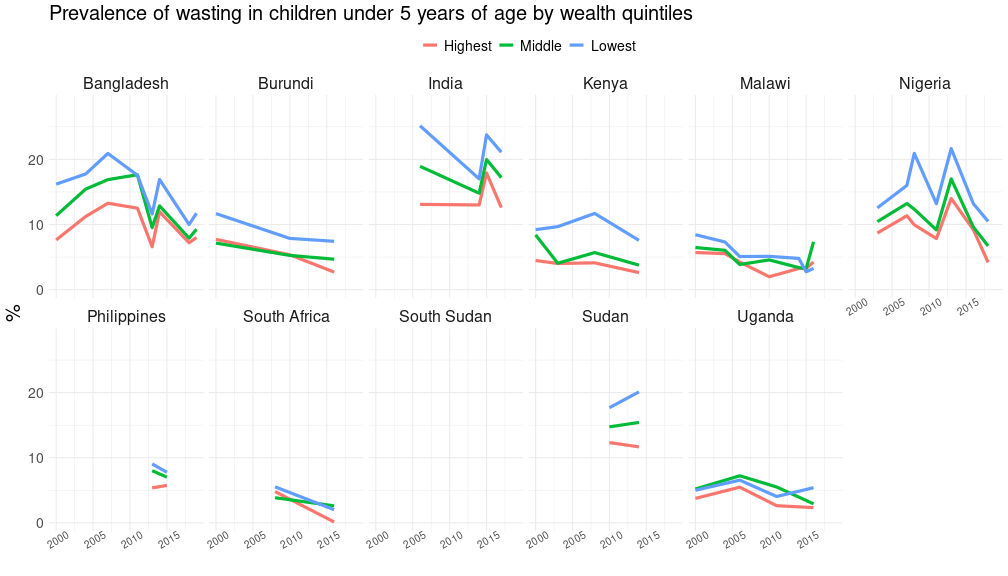 Prevalence of wasting in children under 5 years of age by wealth quintiles
Highest Middle Lowest
Bangladesh Burundi India Kenya Malawi Nigeria
20
10
0
2000 2005 2010 2015
%
Philippines South Africa South Sudan Sudan Uganda
20
10
0
2000 2005 2010 2015 2000 2005 2010 2015 2000 2005 2010 2015 2000 2005 2010 2015 2000 2005 2010 2015